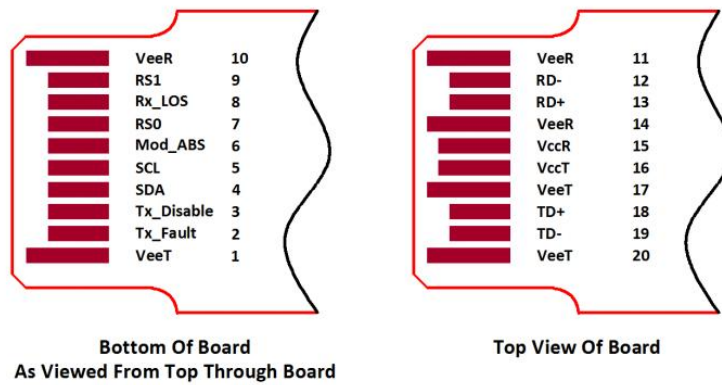 VeeR 10
RS1 9
Rx_LOS 8
RS0 7
Mod_ABS 6
SCL 5
SDA 4
Tx_Disable 3
Tx_Fault 2
VeeT 1
Bottom Of Board
As Viewed From Top Through Board
VeeR 11
RD- 12
RD+ 13
VeeR 14
VccR 15
VccT 16
VeeT 17
TD+ 18
TD- 19
VeeT 20
Top View Of Board